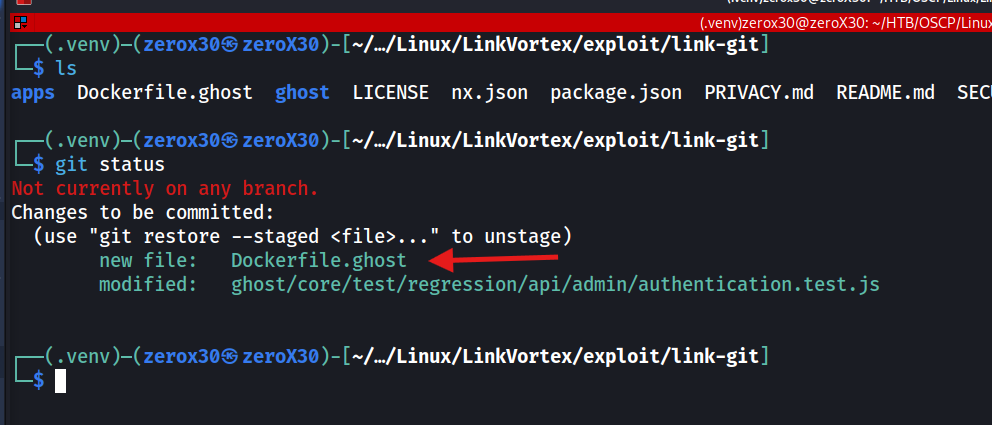 (.venv)zerox30@zeroX30: ~/HTB/OSCP/Linux
(.venv)-(zerox30㉿zeroX30)-[~/…/Linux/LinkVortex/exploit/link-git]
$ ls
apps Dockerfile.ghost ghost LICENSE nx.json package.json PRIVACY.md README.md SECU
(.venv)-(zerox30㉿zeroX30)-[~/…/Linux/LinkVortex/exploit/link-git]
$ git status
Not currently on any branch.
Changes to be committed:
(use "git restore --staged <file>..." to unstage)
new file: Dockerfile.ghost
modified: ghost/core/test/regression/api/admin/authentication.test.js
(.venv)-(zerox30㉿zeroX30)-[~/…/Linux/LinkVortex/exploit/link-git]
$